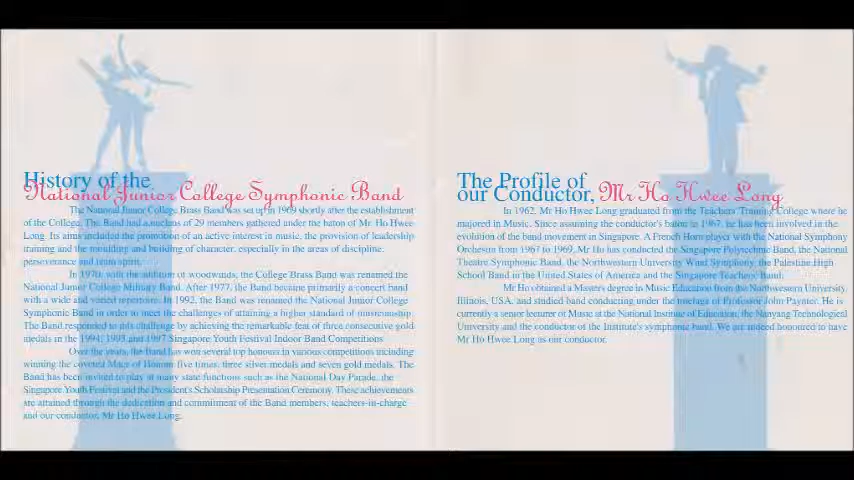 History of the
National Junior College Symphonic Band
The National Junior College Brass Band was set up in 1969 shortly after the establishment
of the College. The Band had a nucleus of 29 members gathered under the baton of Mr Ho Hwee
Long. Its aims included the promotion of an active interest in music, the provision of leadership
training and the moulding and building of character, especially in the areas of discipline,
perseverance and team spirit.
In 1970, with the addition of woodwinds, the College Brass Band was renamed the
National Junior College Military Band. After 1977, the Band became primarily a concert band
with a wide and varied repertoire. In 1992, the Band was renamed the National Junior College
Symphonic Band in order to meet the challenges of attaining a higher standard of musicianship.
The Band responded to this challenge by achieving the remarkable feat of three consecutive gold
medals in the 1994, 1995 and 1997 Singapore Youth Festival Indoor Band Competitions.
Over the years, the Band has won several top honours in various competitions including
winning the coveted Mace of Honour five times, three silver medals and seven gold medals. The
Band has been invited to play at many state functions such as the National Day Parade, the
Singapore Youth Festival and the President's Scholarship Presentation Ceremony. These achievements
are attained through the dedication and commitment of the Band members, teachers-in-charge
and our conductor, Mr Ho Hwee Long.
The Profile of
our Conductor, Mr Ho Hwee Long
In 1962, Mr Ho Hwee Long graduated from the Teachers' Training College where he
majored in Music. Since assuming the conductor's baton in 1967, he has been involved in the
evolution of the band movement in Singapore. A French Horn player with the National Symphony
Orchestra from 1967 to 1969, Mr Ho has conducted the Singapore Polytechnic Band, the National
Theatre Symphonic Band, the Northwestern University Wind Symphony, the Palestine High
School Band in the United States of America and the Singapore Teachers' Band.
Mr Ho obtained a Masters degree in Music Education from the Northwestern University,
Illinois, USA, and studied band conducting under the tutelage of Professor John Paynter. He is
currently a senior lecturer of Music at the National Institute of Education, the Nanyang Technological
University and the conductor of the Institute's symphonic band. We are indeed honoured to have
Mr Ho Hwee Long as our conductor.